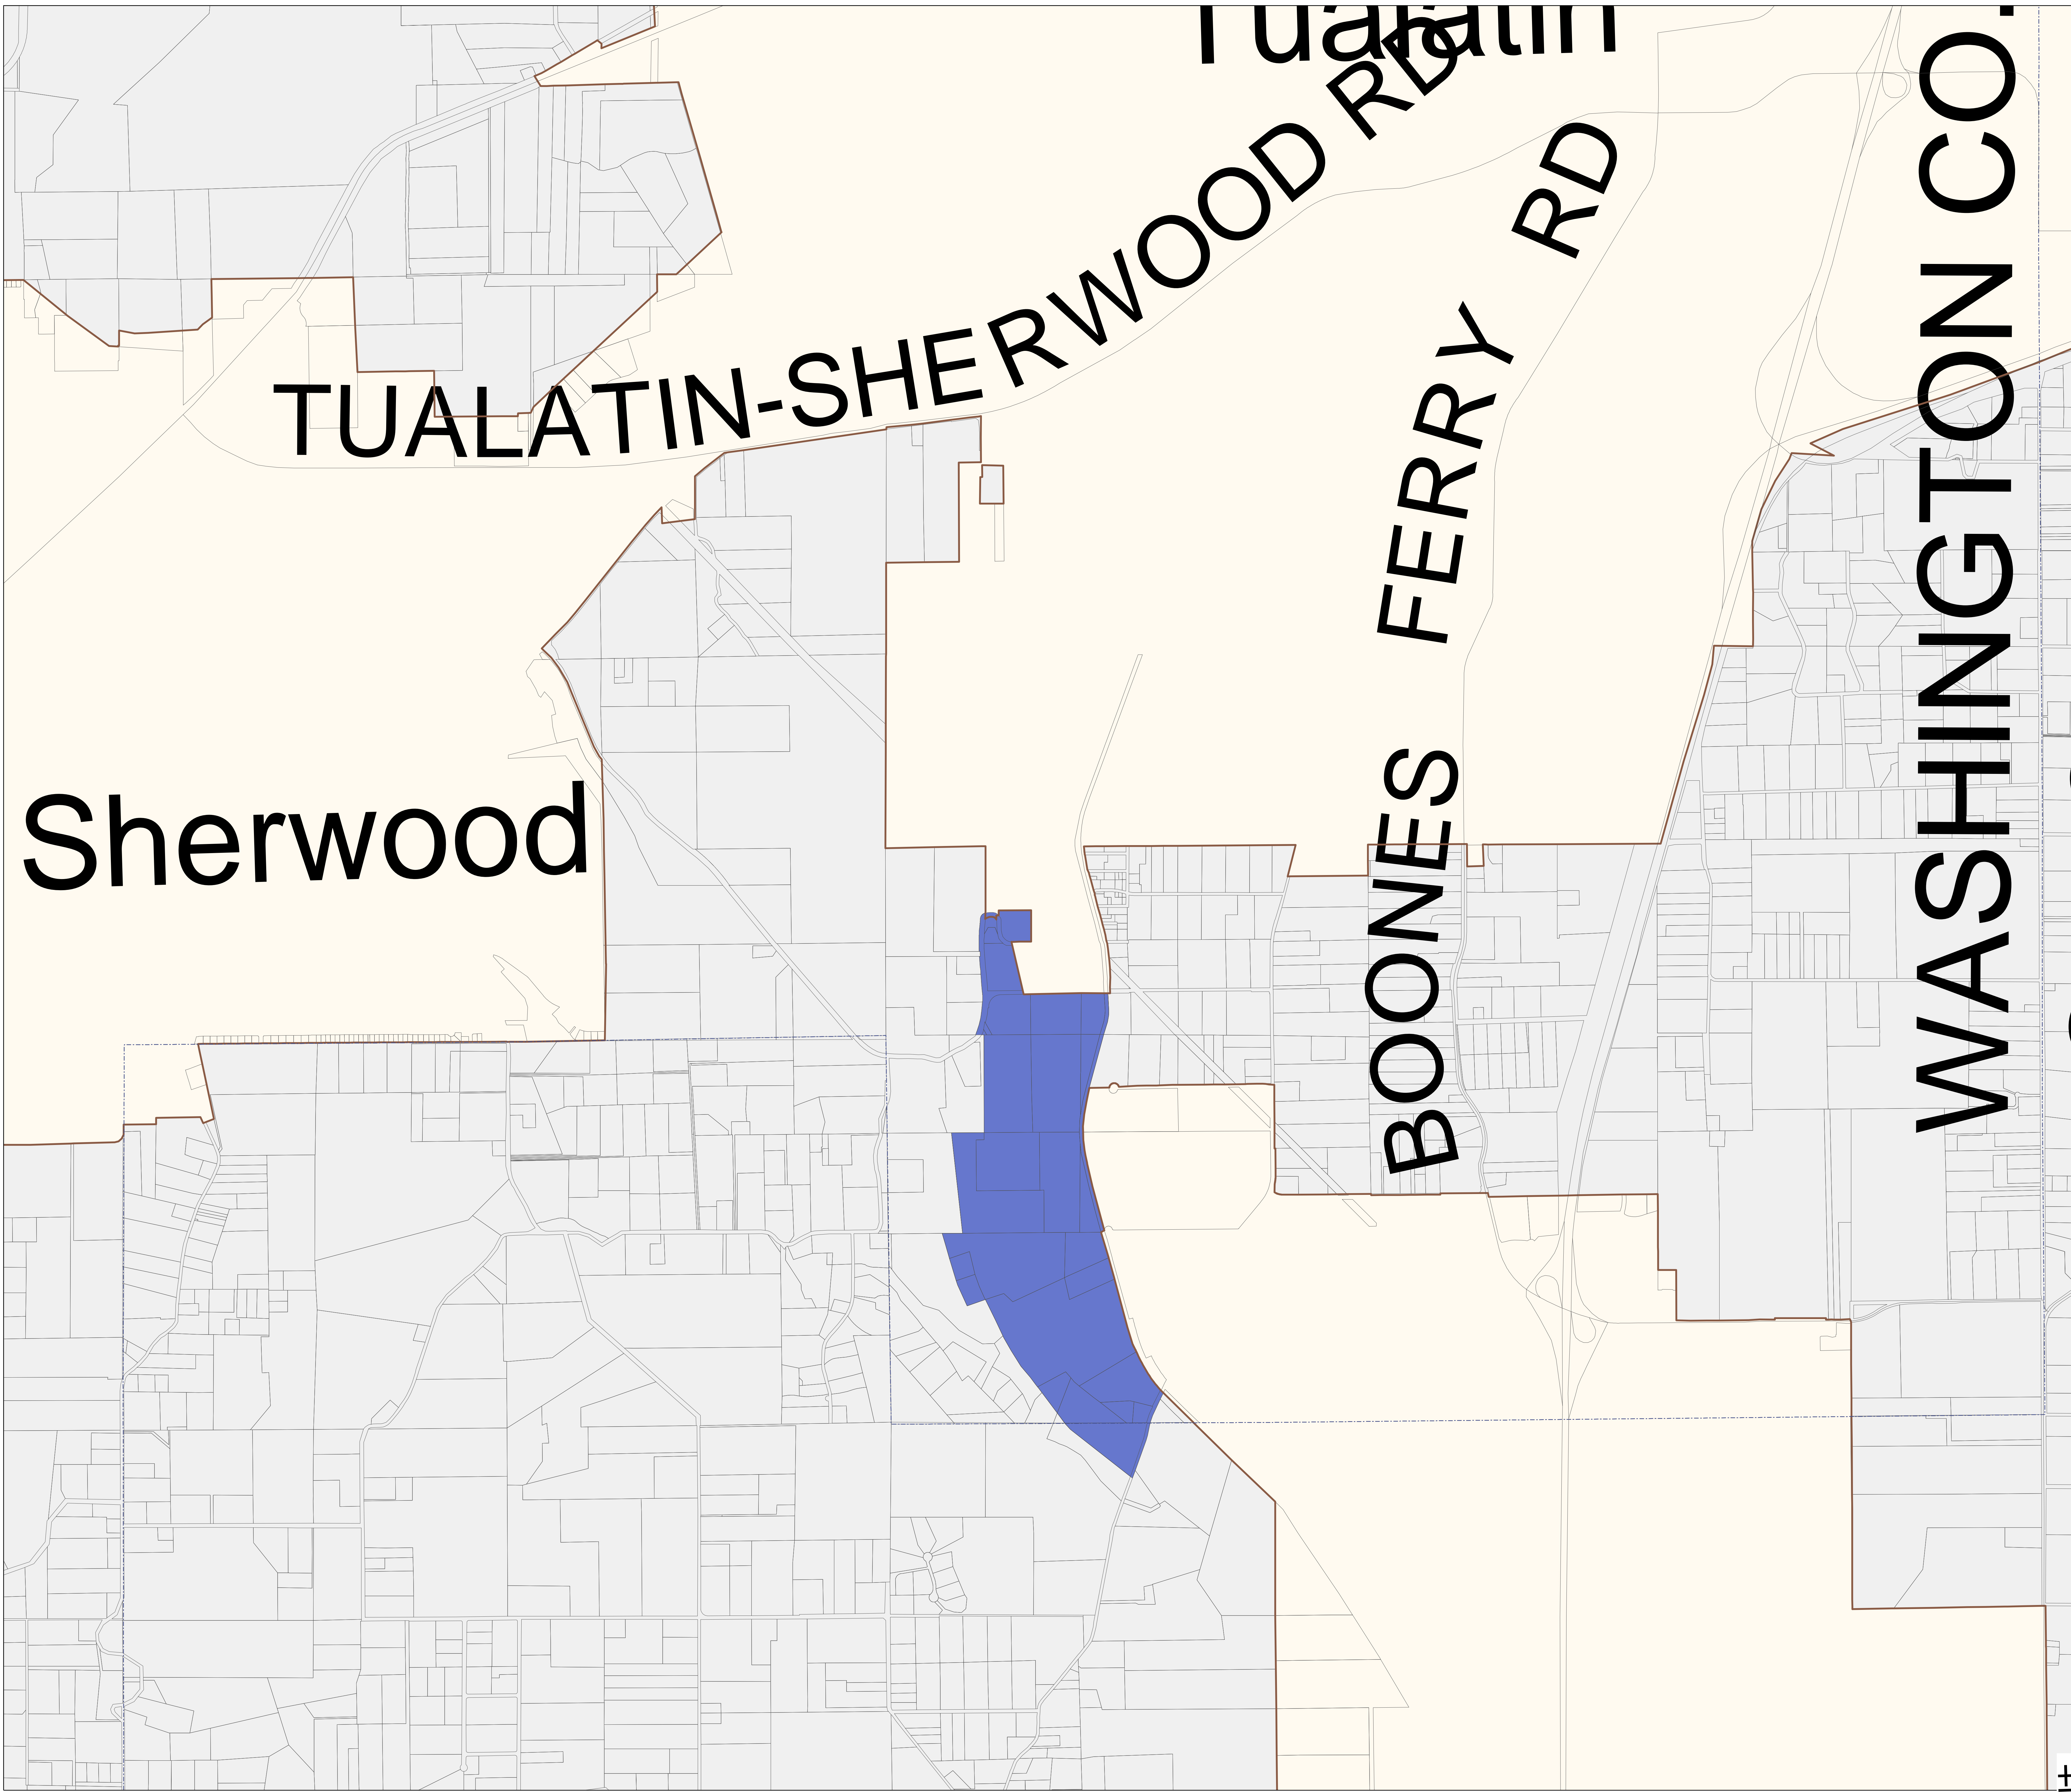 Tualatin
TUALATIN-SHERWOOD RD
BOONES FERRY RD
WASHINGTON CO.
Sherwood